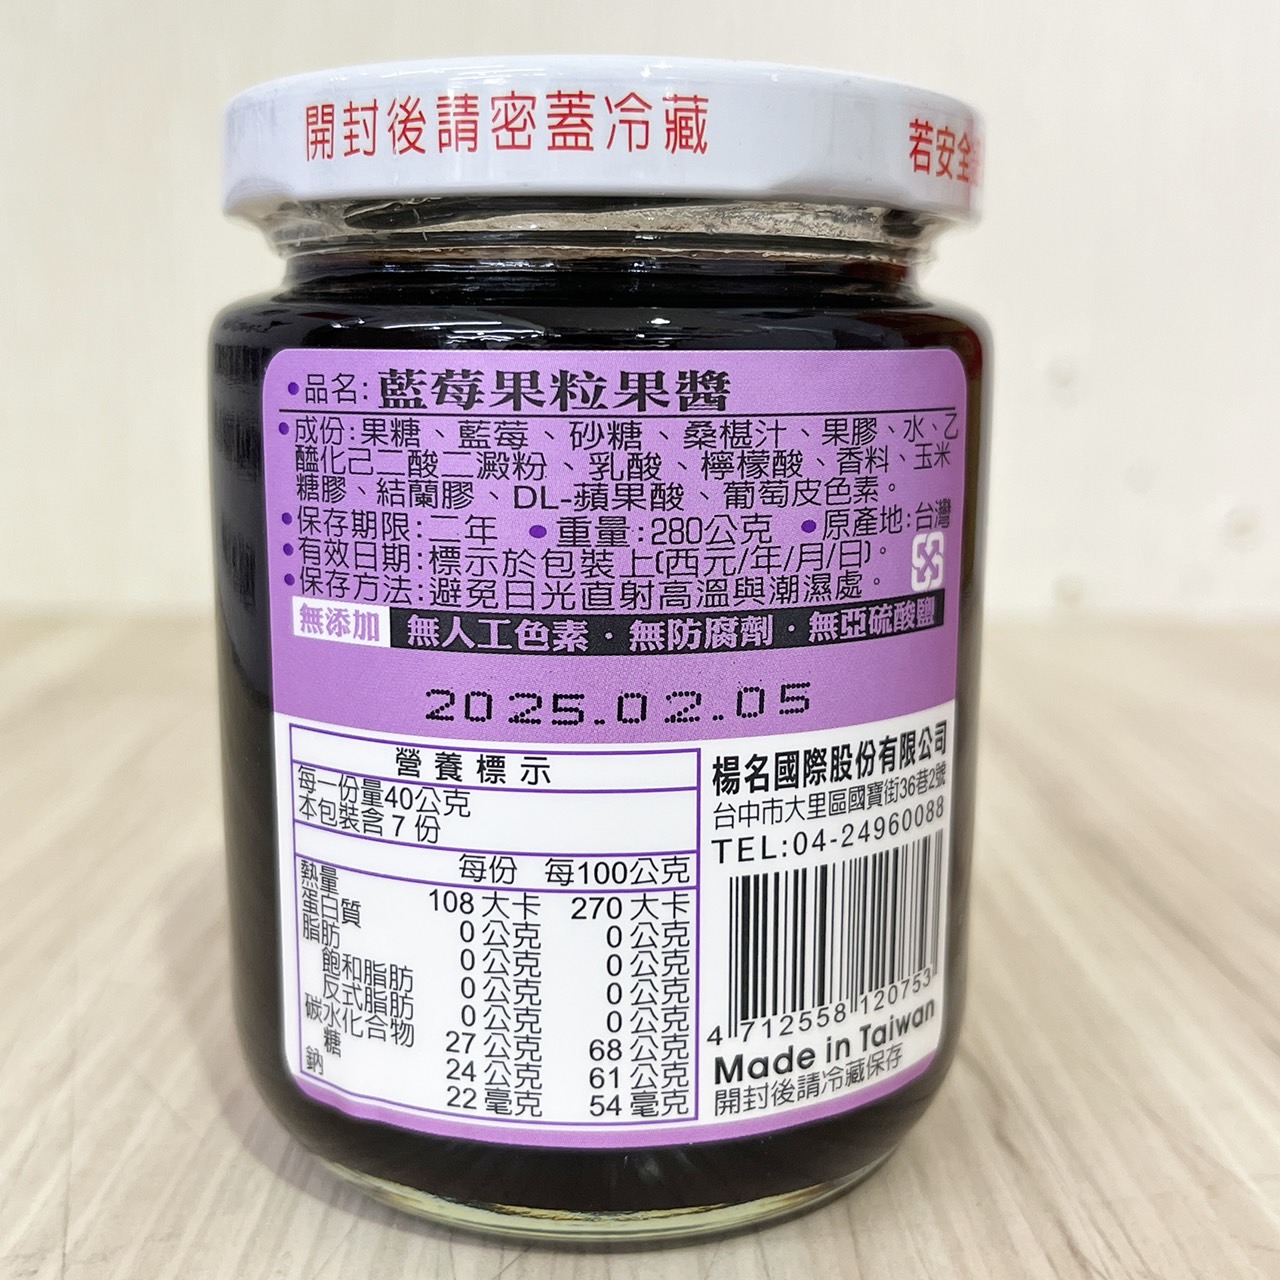 開封後請密蓋冷藏
若安全
•品名:藍莓果粒果醬
•成份:果糖、藍莓、砂糖、桑椹汁、果膠、水、乙
醯化己二酸二澱粉、乳酸、檸檬酸、香料、玉米
糖膠、結蘭膠、DL-蘋果酸、葡萄皮色素。
•保存期限:二年 •重量:280公克 •原產地:台灣
•有效日期:標示於包裝上(西元/年/月/日)。
•保存方法:避免日光直射高溫與潮濕處。
無添加 無人工色素·無防腐劑·無亞硫酸鹽
2025.02.05
營養標示
每一份量40公克
本包裝含7份
每份 每100公克
熱量 108大卡 270大卡
蛋白質 0公克 0公克
脂肪 0公克 0公克
飽和脂肪 0公克 0公克
反式脂肪 0公克 0公克
碳水化合物 27公克 68公克
糖 24公克 61公克
鈉 22毫克 54毫克
楊名國際股份有限公司
台中市大里區國寶街36巷2號
TEL:04-24960088
4 712558 120753
Made in Taiwan
開封後請冷藏保存